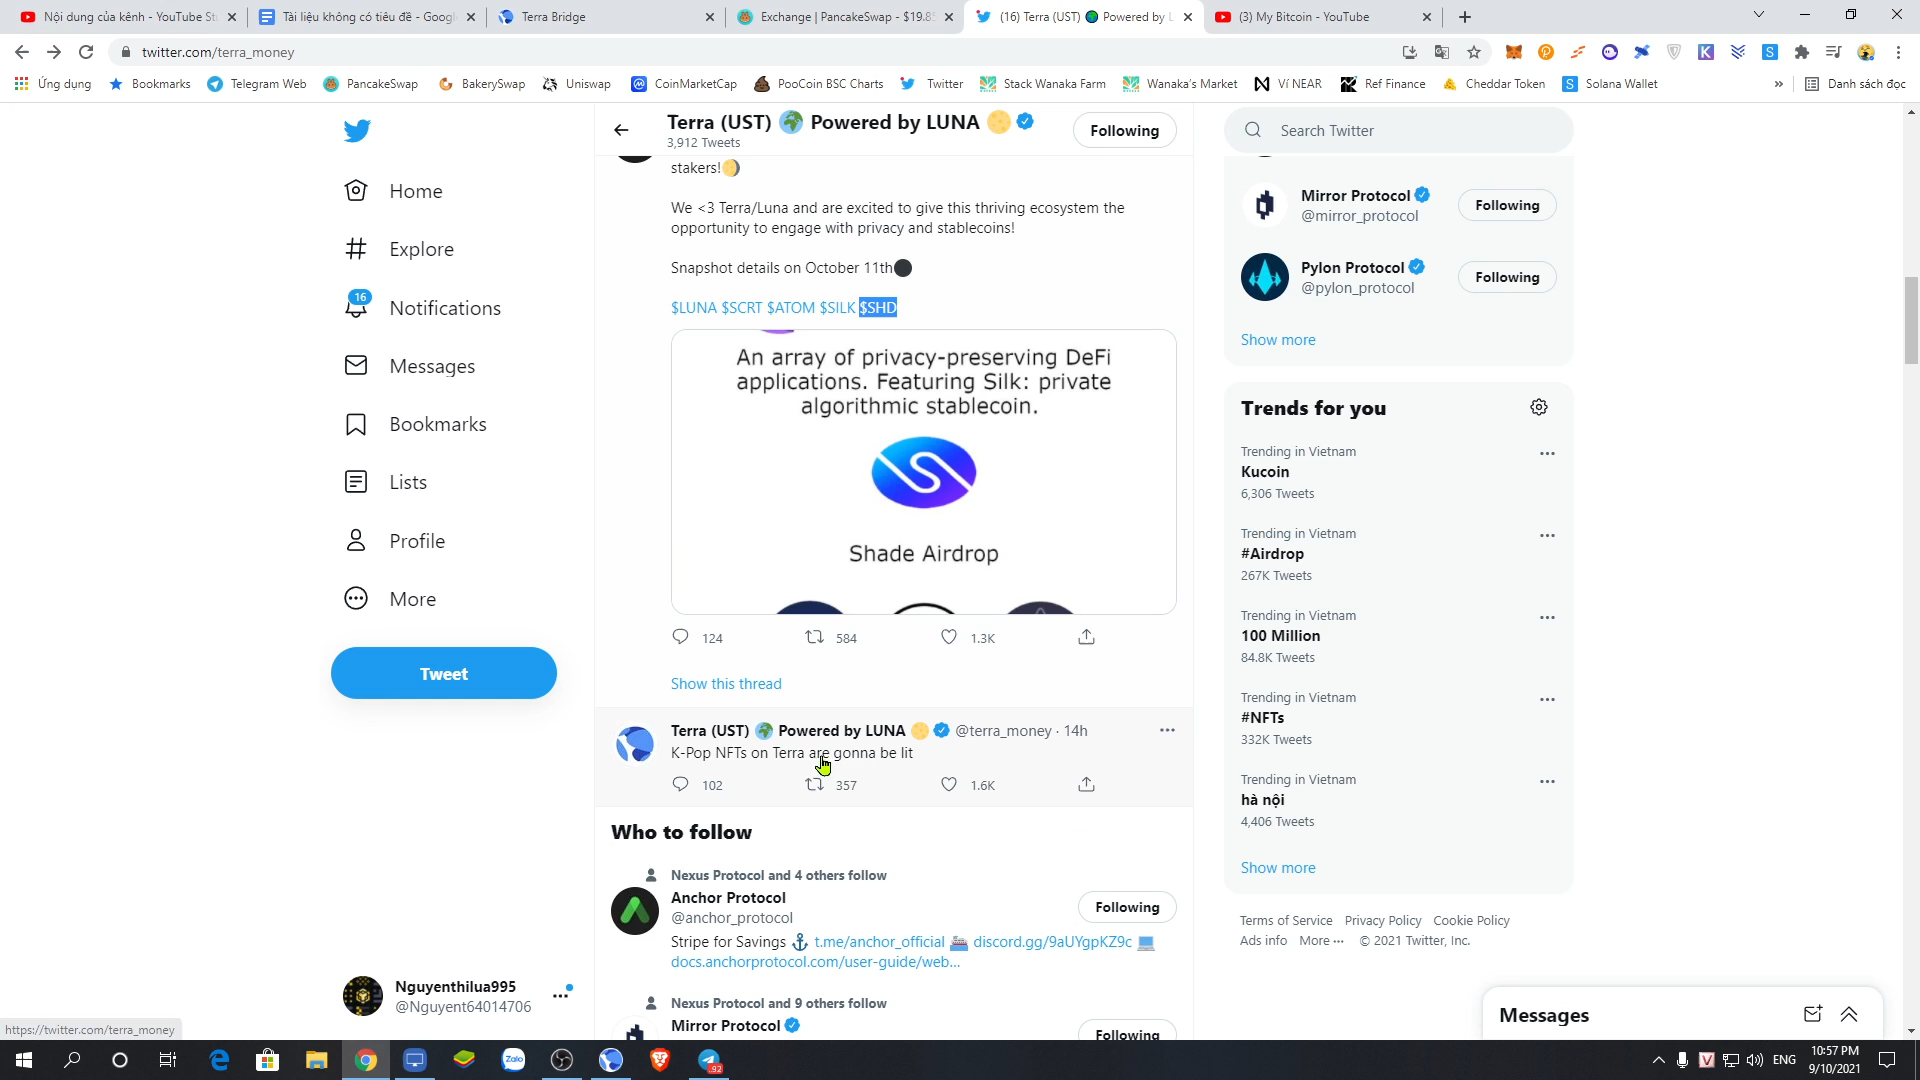 Nội dung của kênh - YouTube St
Tài liệu không có tiêu đề - Googl
Terra Bridge
Exchange | PancakeSwap - $19.8
(16) Terra (UST) Powered by L
(3) My Bitcoin - YouTube
twitter.com/terra_money
Ứng dụng
Bookmarks
Telegram Web
PancakeSwap
BakerySwap
Uniswap
CoinMarketCap
PooCoin BSC Charts
Twitter
Stack Wanaka Farm
Wanaka's Market
Ví NEAR
Ref Finance
Cheddar Token
Solana Wallet
»
Danh sách đọc
Home
Explore
16
Notifications
Messages
Bookmarks
Lists
Profile
More
Tweet
Nguyenthilua995
@Nguyent64014706
https://twitter.com/terra_money
Terra (UST) Powered by LUNA
3,912 Tweets
Following
stakers!
We <3 Terra/Luna and are excited to give this thriving ecosystem the
opportunity to engage with privacy and stablecoins!
Snapshot details on October 11th
$LUNA $SCRT $ATOM $SILK $SHD
An array of privacy-preserving DeFi
applications. Featuring Silk: private
algorithmic stablecoin.
Shade Airdrop
124 584 1.3K
Show this thread
Terra (UST) Powered by LUNA @terra_money · 14h
K-Pop NFTs on Terra are gonna be lit
102 357 1.6K
Who to follow
Nexus Protocol and 4 others follow
Anchor Protocol
@anchor_protocol
Following
Stripe for Savings t.me/anchor_official discord.gg/9aUYgpKZ9c
docs.anchorprotocol.com/user-guide/web...
Nexus Protocol and 9 others follow
Mirror Protocol
Following
Search Twitter
Mirror Protocol
@mirror_protocol
Following
Pylon Protocol
@pylon_protocol
Following
Show more
Trends for you
Trending in Vietnam
Kucoin
6,306 Tweets
Trending in Vietnam
#Airdrop
267K Tweets
Trending in Vietnam
100 Million
84.8K Tweets
Trending in Vietnam
#NFTs
332K Tweets
Trending in Vietnam
hà nội
4,406 Tweets
Show more
Terms of Service Privacy Policy Cookie Policy
Ads info More ··· © 2021 Twitter, Inc.
Messages
Zalo
92
ENG
10:57 PM
9/10/2021